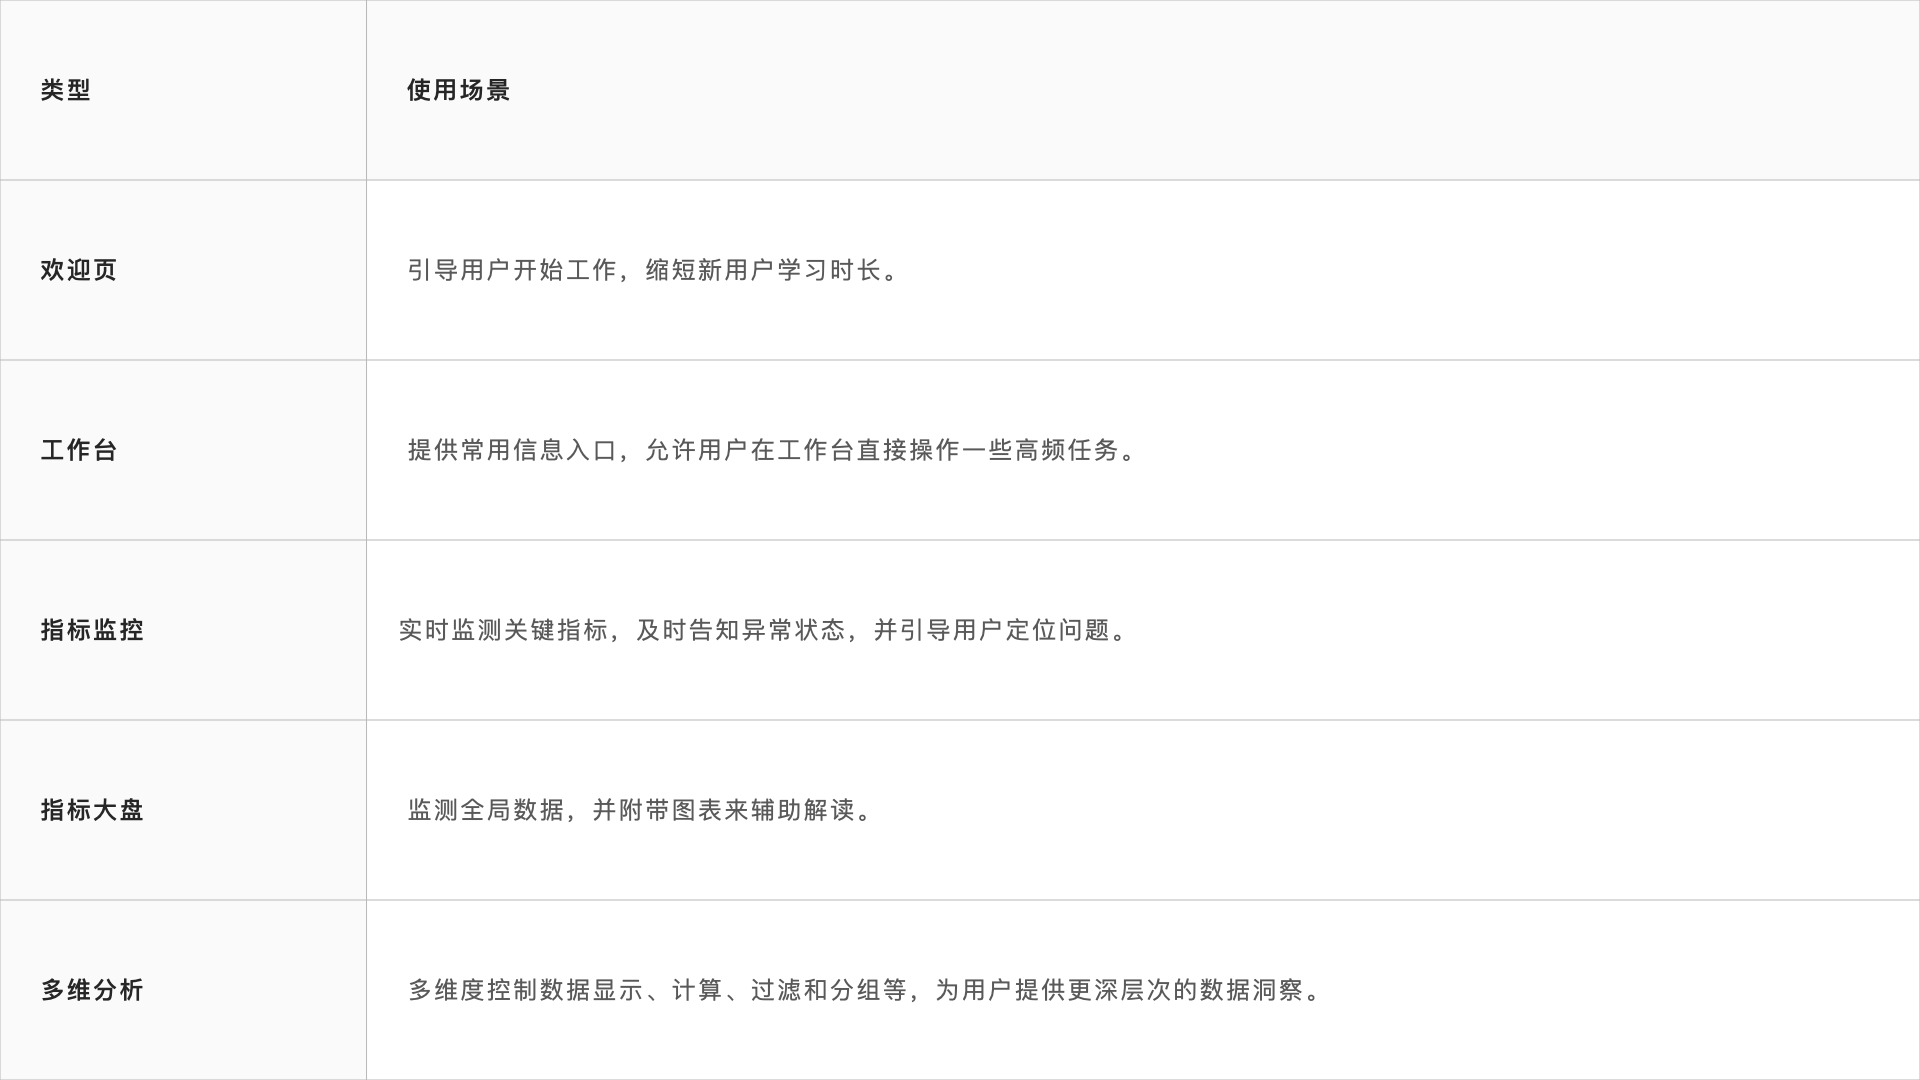 类型
使用场景
欢迎页
引导用户开始工作，缩短新用户学习时长。
工作台
提供常用信息入口，允许用户在工作台直接操作一些高频任务。
指标监控
实时监测关键指标，及时告知异常状态，并引导用户定位问题。
指标大盘
监测全局数据，并附带图表来辅助解读。
多维分析
多维度控制数据显示、计算、过滤和分组等，为用户提供更深层次的数据洞察。